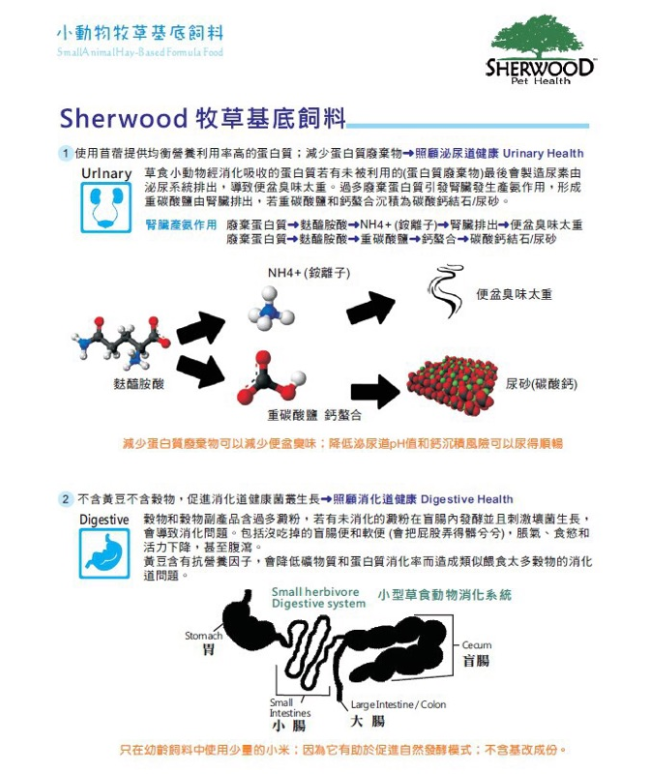 小動物牧草基底飼料
SmallAnimalHay-Based Formula Food
SHERWOOD™
Pet Health
Sherwood 牧草基底飼料
1 使用苜蓿提供均衡營養利用率高的蛋白質；減少蛋白質廢棄物→照顧泌尿道健康 Urinary Health
Urinary
草食小動物經消化吸收的蛋白質若有未被利用的(蛋白質廢棄物)最後會製造尿素由
泌尿系統排出，導致便盆臭味太重。過多廢棄蛋白質引發腎臟發生產氨作用，形成
重碳酸鹽由腎臟排出，若重碳酸鹽和鈣螯合沉積為碳酸鈣結石/尿砂。
腎臟產氨作用 廢棄蛋白質→麩醯胺酸→NH4+ (銨離子)→腎臟排出→便盆臭味太重
廢棄蛋白質→麩醯胺酸→重碳酸鹽→鈣螯合→碳酸鈣結石/尿砂
NH4+ (銨離子)
便盆臭味太重
麩醯胺酸
尿砂(碳酸鈣)
重碳酸鹽 鈣螯合
減少蛋白質廢棄物可以減少便盆臭味；降低泌尿道pH值和鈣沉積風險可以尿得順暢
2 不含黃豆不含穀物，促進消化道健康菌叢生長→照顧消化道健康 Digestive Health
Digestive
穀物和穀物副產品含過多澱粉，若有未消化的澱粉在盲腸內發酵並且刺激壞菌生長，
會導致消化問題。包括沒吃掉的盲腸便和軟便 (會把屁股弄得髒兮兮)，脹氣、食慾和
活力下降，甚至腹瀉。
黃豆含有抗營養因子，會降低礦物質和蛋白質消化率而造成類似餵食太多穀物的消化
道問題。
Small herbivore
Digestive system
小型草食動物消化系統
Stomach
胃
Cecum
盲腸
Small
Intestines
小 腸
Large Intestine / Colon
大 腸
只在幼齡飼料中使用少量的小米；因為它有助於促進自然發酵模式；不含基改成份。